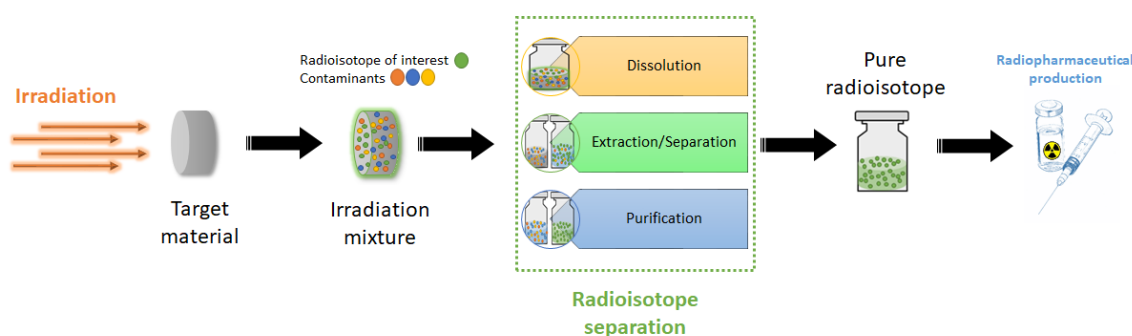 Irradiation
Target
material
Radioisotope of interest
Contaminants
Irradiation
mixture
Dissolution
Extraction/Separation
Purification
Radioisotope
separation
Pure
radioisotope
Radiopharmaceutical
production